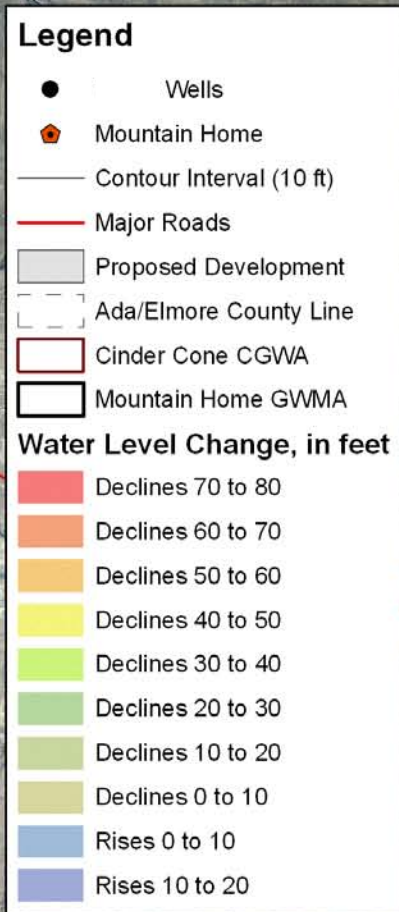 Legend
Wells
Mountain Home
Contour Interval (10 ft)
Major Roads
Proposed Development
Ada/Elmore County Line
Cinder Cone CGWA
Mountain Home GWMA
Water Level Change, in feet
Declines 70 to 80
Declines 60 to 70
Declines 50 to 60
Declines 40 to 50
Declines 30 to 40
Declines 20 to 30
Declines 10 to 20
Declines 0 to 10
Rises 0 to 10
Rises 10 to 20